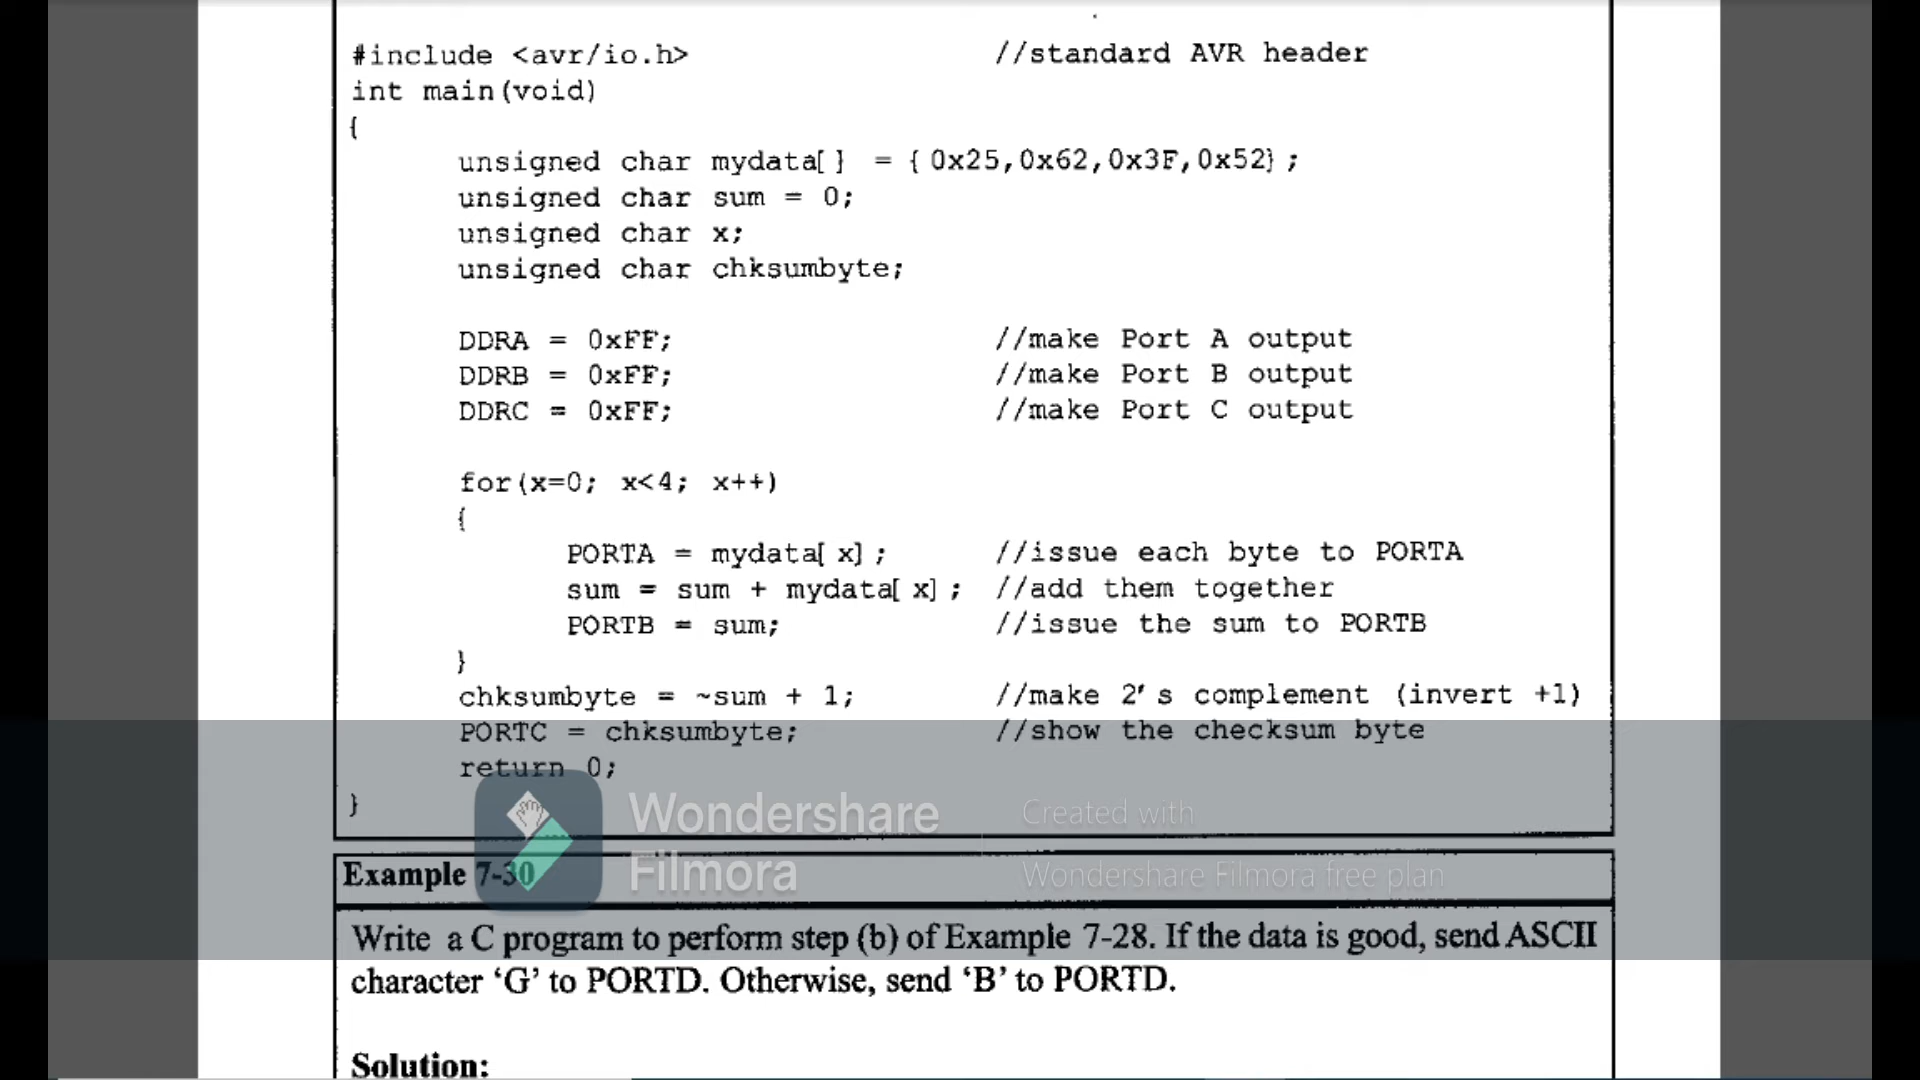 #include <avr/io.h> //standard AVR header
int main(void)
{
unsigned char mydata[] = {0x25,0x62,0x3F,0x52};
unsigned char sum = 0;
unsigned char x;
unsigned char chksumbyte;
DDRA = 0xFF; //make Port A output
DDRB = 0xFF; //make Port B output
DDRC = 0xFF; //make Port C output
for(x=0; x<4; x++)
{
PORTA = mydata[x]; //issue each byte to PORTA
sum = sum + mydata[x]; //add them together
PORTB = sum; //issue the sum to PORTB
}
chksumbyte = ~sum + 1; //make 2's complement (invert +1)
PORTC = chksumbyte; //show the checksum byte
return 0;
}
Wondershare
Filmora
Created with
Wondershare Filmora free plan
Example 7-30
Write a C program to perform step (b) of Example 7-28. If the data is good, send ASCII
character ‘G’ to PORTD. Otherwise, send ‘B’ to PORTD.
Solution: